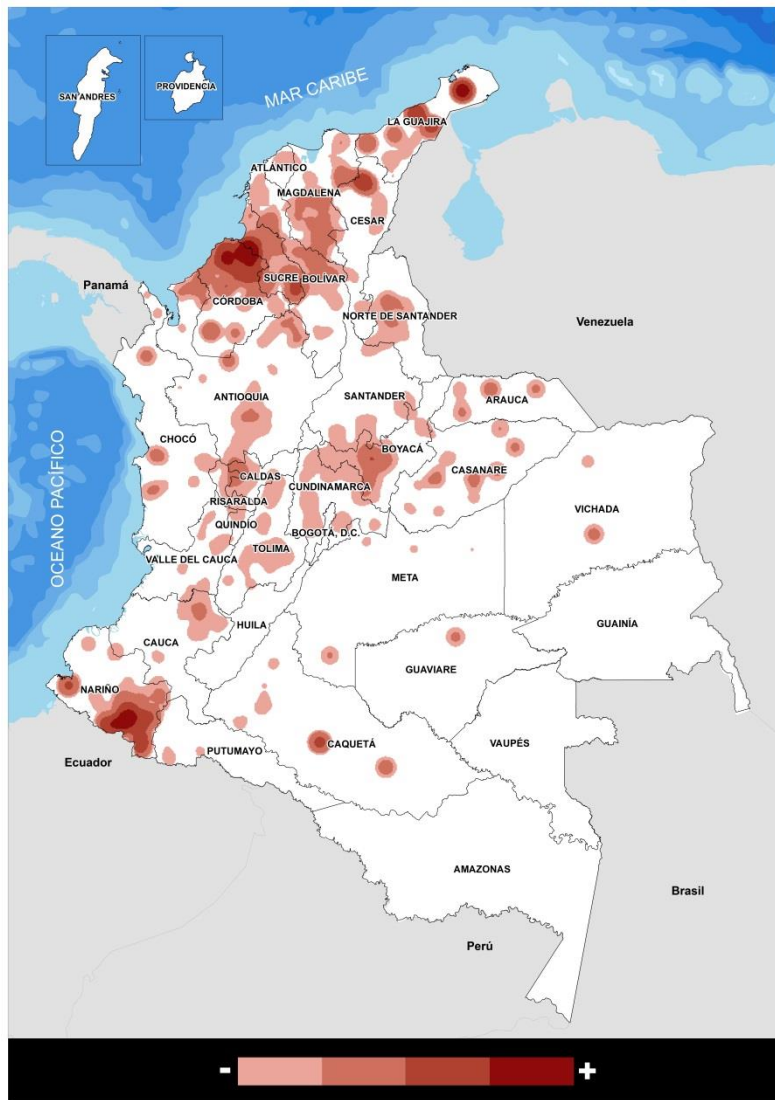 SAN ANDRES
PROVIDENCIA
MAR CARIBE
LA GUAJIRA
ATLÁNTICO
MAGDALENA
CESAR
Panamá
SUCRE
BOLÍVAR
CÓRDOBA
NORTE DE SANTANDER
Venezuela
ANTIOQUIA
SANTANDER
ARAUCA
CHOCÓ
BOYACÁ
CASANARE
CALDAS
CUNDINAMARCA
RISARALDA
VICHADA
OCEANO PACÍFICO
QUINDÍO
BOGOTÁ, D.C.
TOLIMA
VALLE DEL CAUCA
META
GUAINÍA
HUILA
CAUCA
GUAVIARE
NARIÑO
CAQUETÁ
VAUPÉS
PUTUMAYO
Ecuador
AMAZONAS
Brasil
Perú
- +